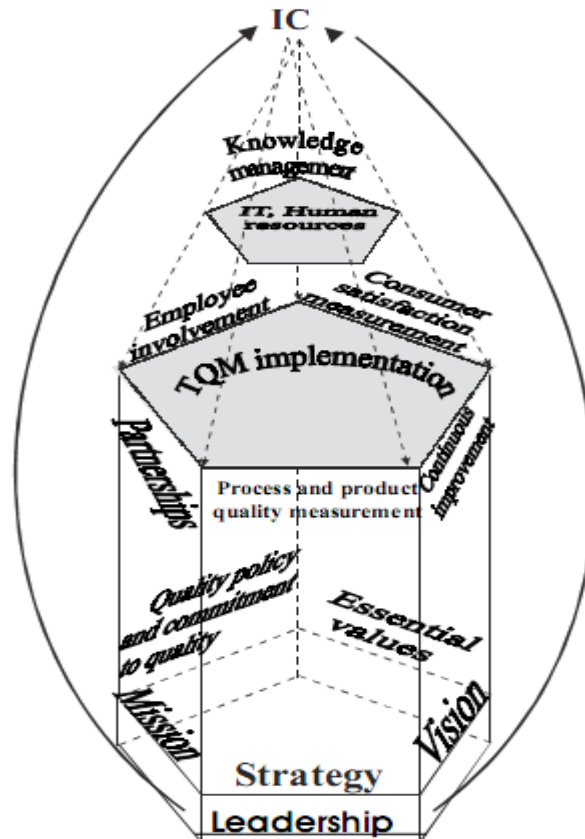 IC
Knowledge
management
IT, Human
resources
Employee
involvement
Consumer
satisfaction
measurement
TQM implementation
Partnerships
Continuous
improvement
Process and product
quality measurement
Quality policy
and commitment
to quality
Essential
values
Mission
Vision
Strategy
Leadership